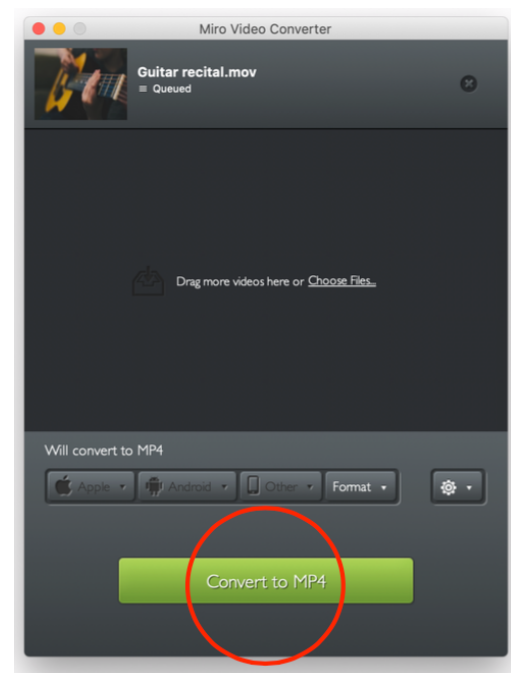 Miro Video Converter
Guitar recital.mov
≡ Queued
Drag more videos here or Choose Files...
Will convert to MP4
Apple Android Other Format
Convert to MP4